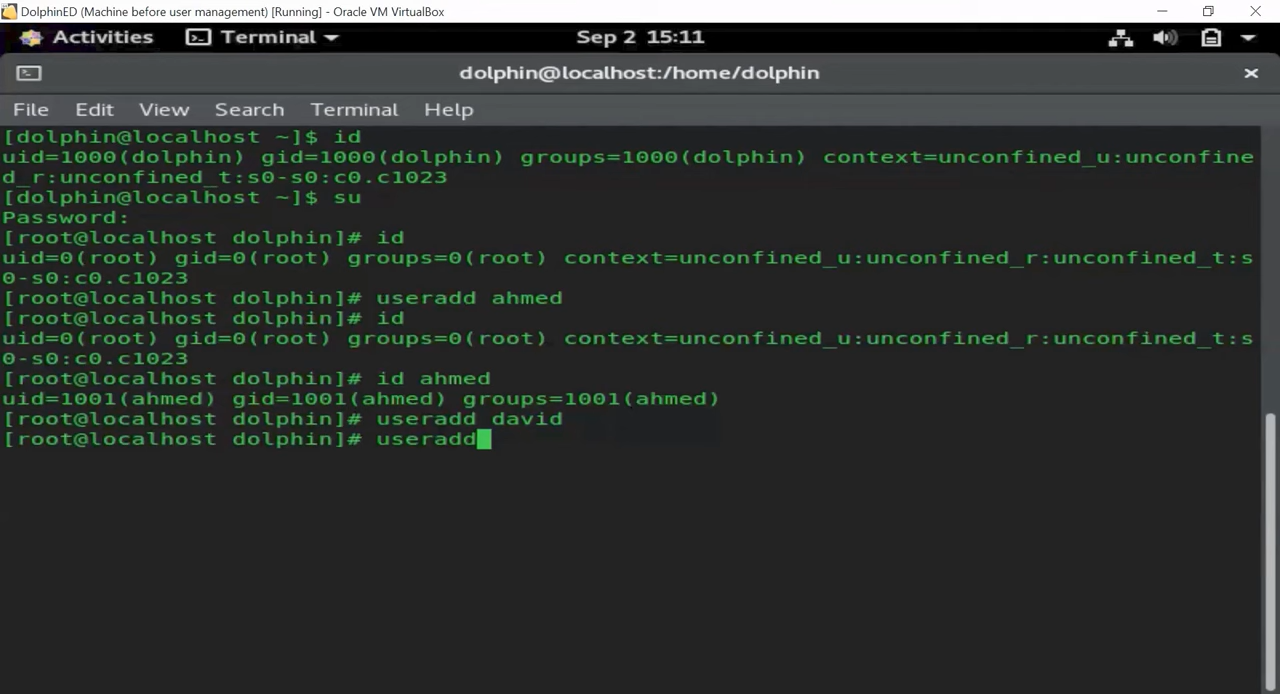 DolphinED (Machine before user management) [Running] - Oracle VM VirtualBox
Activities Terminal Sep 2 15:11
dolphin@localhost:/home/dolphin
File Edit View Search Terminal Help
[dolphin@localhost ~]$ id
uid=1000(dolphin) gid=1000(dolphin) groups=1000(dolphin) context=unconfined_u:unconfine
d_r:unconfined_t:s0-s0:c0.c1023
[dolphin@localhost ~]$ su
Password:
[root@localhost dolphin]# id
uid=0(root) gid=0(root) groups=0(root) context=unconfined_u:unconfined_r:unconfined_t:s
0-s0:c0.c1023
[root@localhost dolphin]# useradd ahmed
[root@localhost dolphin]# id
uid=0(root) gid=0(root) groups=0(root) context=unconfined_u:unconfined_r:unconfined_t:s
0-s0:c0.c1023
[root@localhost dolphin]# id ahmed
uid=1001(ahmed) gid=1001(ahmed) groups=1001(ahmed)
[root@localhost dolphin]# useradd david
[root@localhost dolphin]# useradd